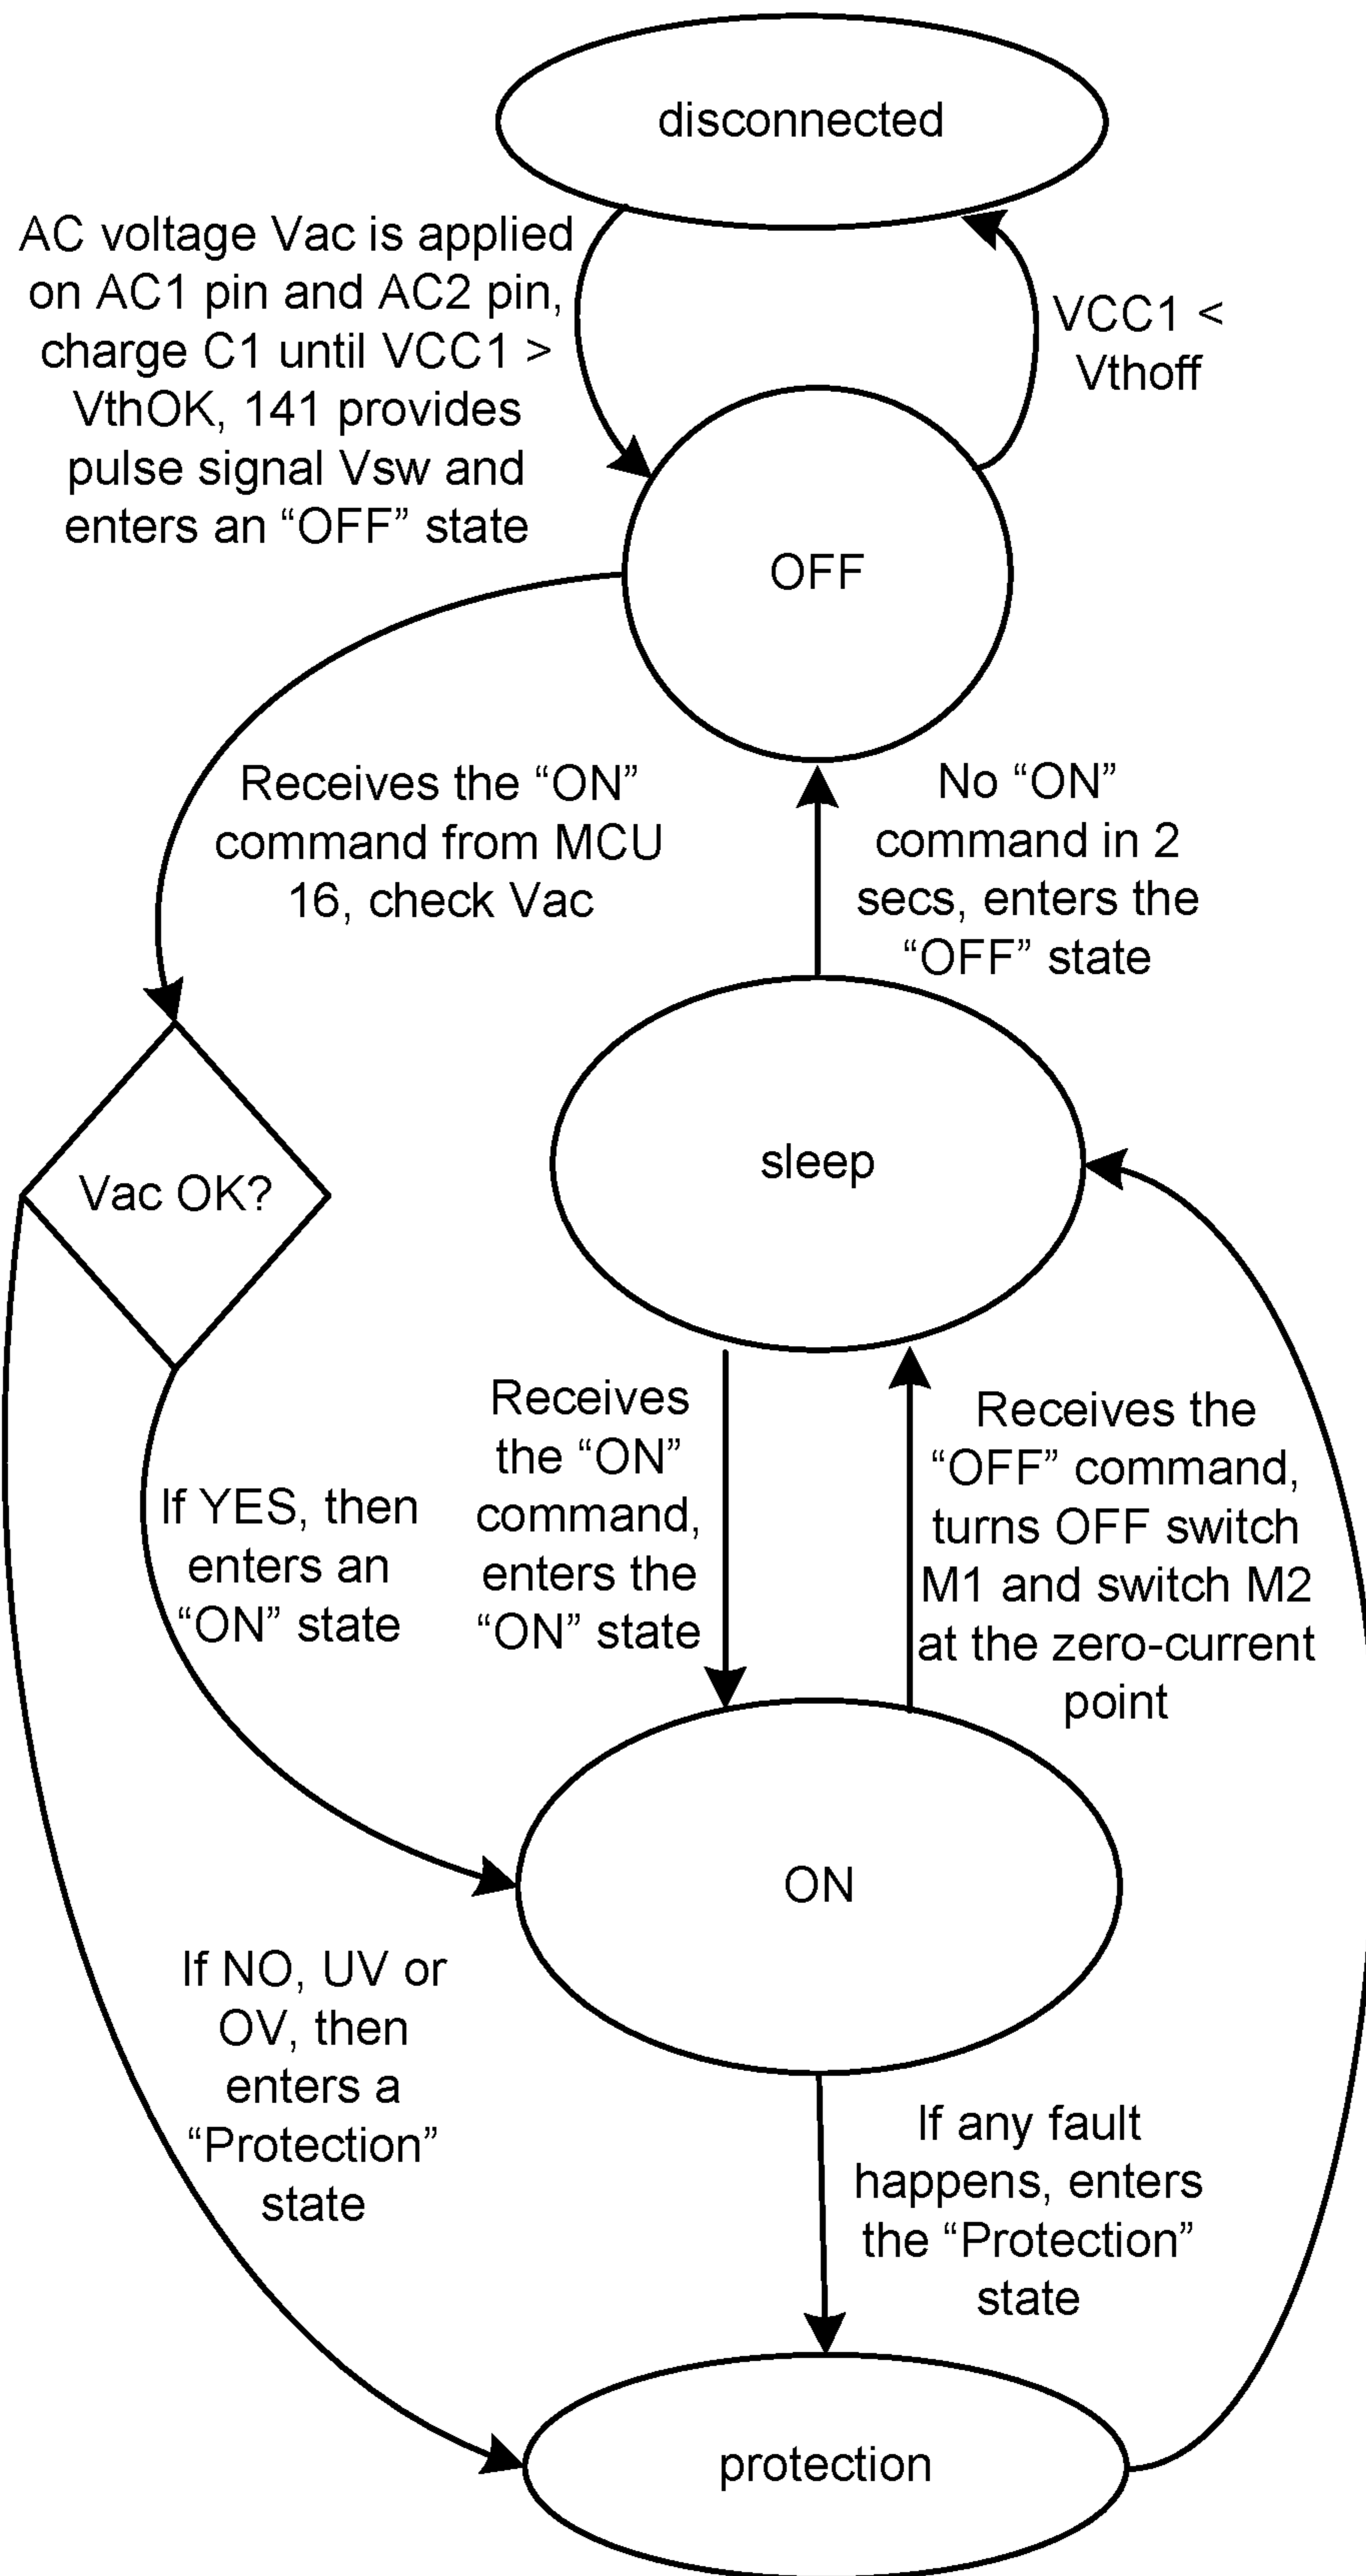 disconnected
AC voltage Vac is applied
on AC1 pin and AC2 pin,
charge C1 until VCC1 >
VthOK, 141 provides
pulse signal Vsw and
enters an “OFF” state
VCC1 <
Vthoff
OFF
Receives the “ON”
command from MCU
16, check Vac
No “ON”
command in 2
secs, enters the
“OFF” state
Vac OK?
sleep
If YES, then
enters an
“ON” state
Receives
the “ON”
command,
enters the
“ON” state
Receives the
“OFF” command,
turns OFF switch
M1 and switch M2
at the zero-current
point
ON
If NO, UV or
OV, then
enters a
“Protection”
state
If any fault
happens, enters
the “Protection”
state
protection